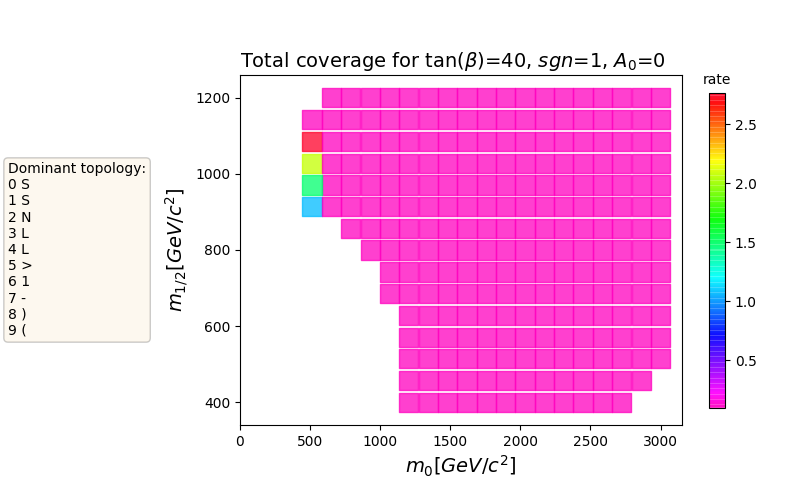 Total coverage for tan(β)=40, sgn=1, A₀=0
rate
Dominant topology:
0 S
1 S
2 N
3 L
4 L
5 >
6 1
7 -
8 )
9 (
m₁/₂[GeV/c²]
1200
1000
800
600
400
0 500 1000 1500 2000 2500 3000
m₀[GeV/c²]
2.5
2.0
1.5
1.0
0.5